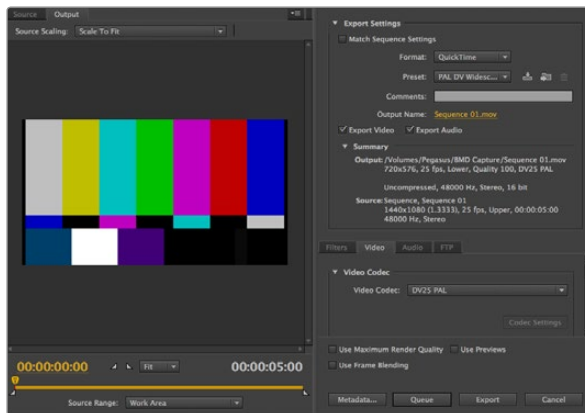 Source Output
Source Scaling: Scale To Fit
00:00:00:00 Fit 00:00:05:00
Source Range: Work Area
Export Settings
Match Sequence Settings
Format: QuickTime
Preset: PAL DV Widesc...
Comments:
Output Name: Sequence 01.mov
Export Video Export Audio
Summary
Output: /Volumes/Pegasus/BMD Capture/Sequence 01.mov
720x576, 25 fps, Lower, Quality 100, DV25 PAL
Uncompressed, 48000 Hz, Stereo, 16 bit
Source: Sequence, Sequence 01
1440x1080 (1.3333), 25 fps, Upper, 00:00:05:00
48000 Hz, Stereo
Filters Video Audio FTP
Video Codec
Video Codec: DV25 PAL
Codec Settings
Use Maximum Render Quality Use Previews
Use Frame Blending
Metadata... Queue Export Cancel